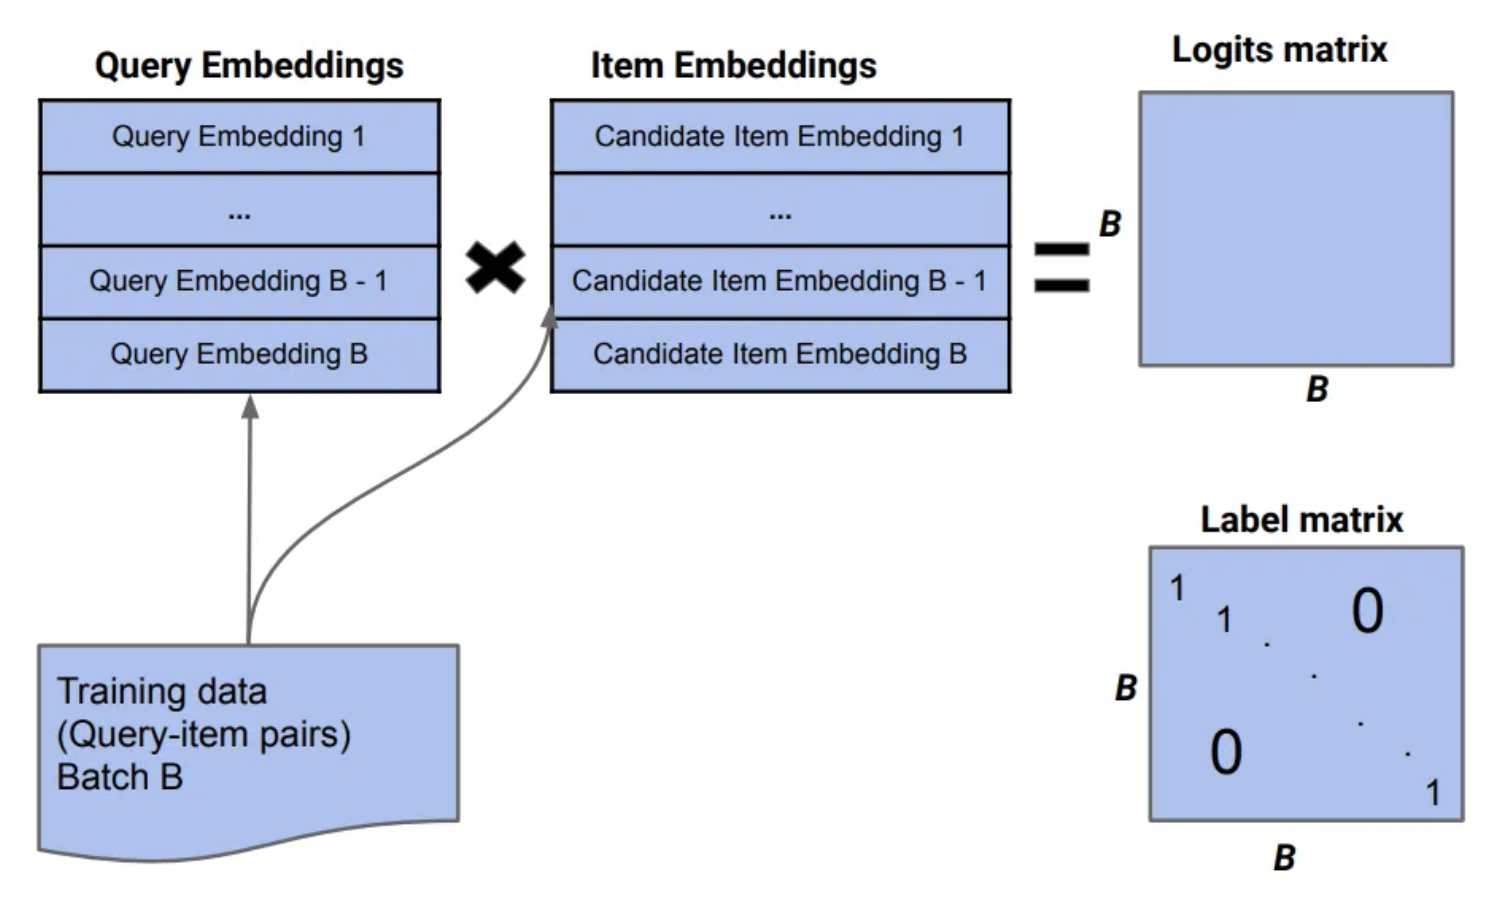 Query Embeddings
Query Embedding 1
...
Query Embedding B - 1
Query Embedding B
Item Embeddings
Candidate Item Embedding 1
...
Candidate Item Embedding B - 1
Candidate Item Embedding B
Logits matrix
B
B
Training data
(Query-item pairs)
Batch B
Label matrix
1
1
0
.
.
.
.
0
1
B
B